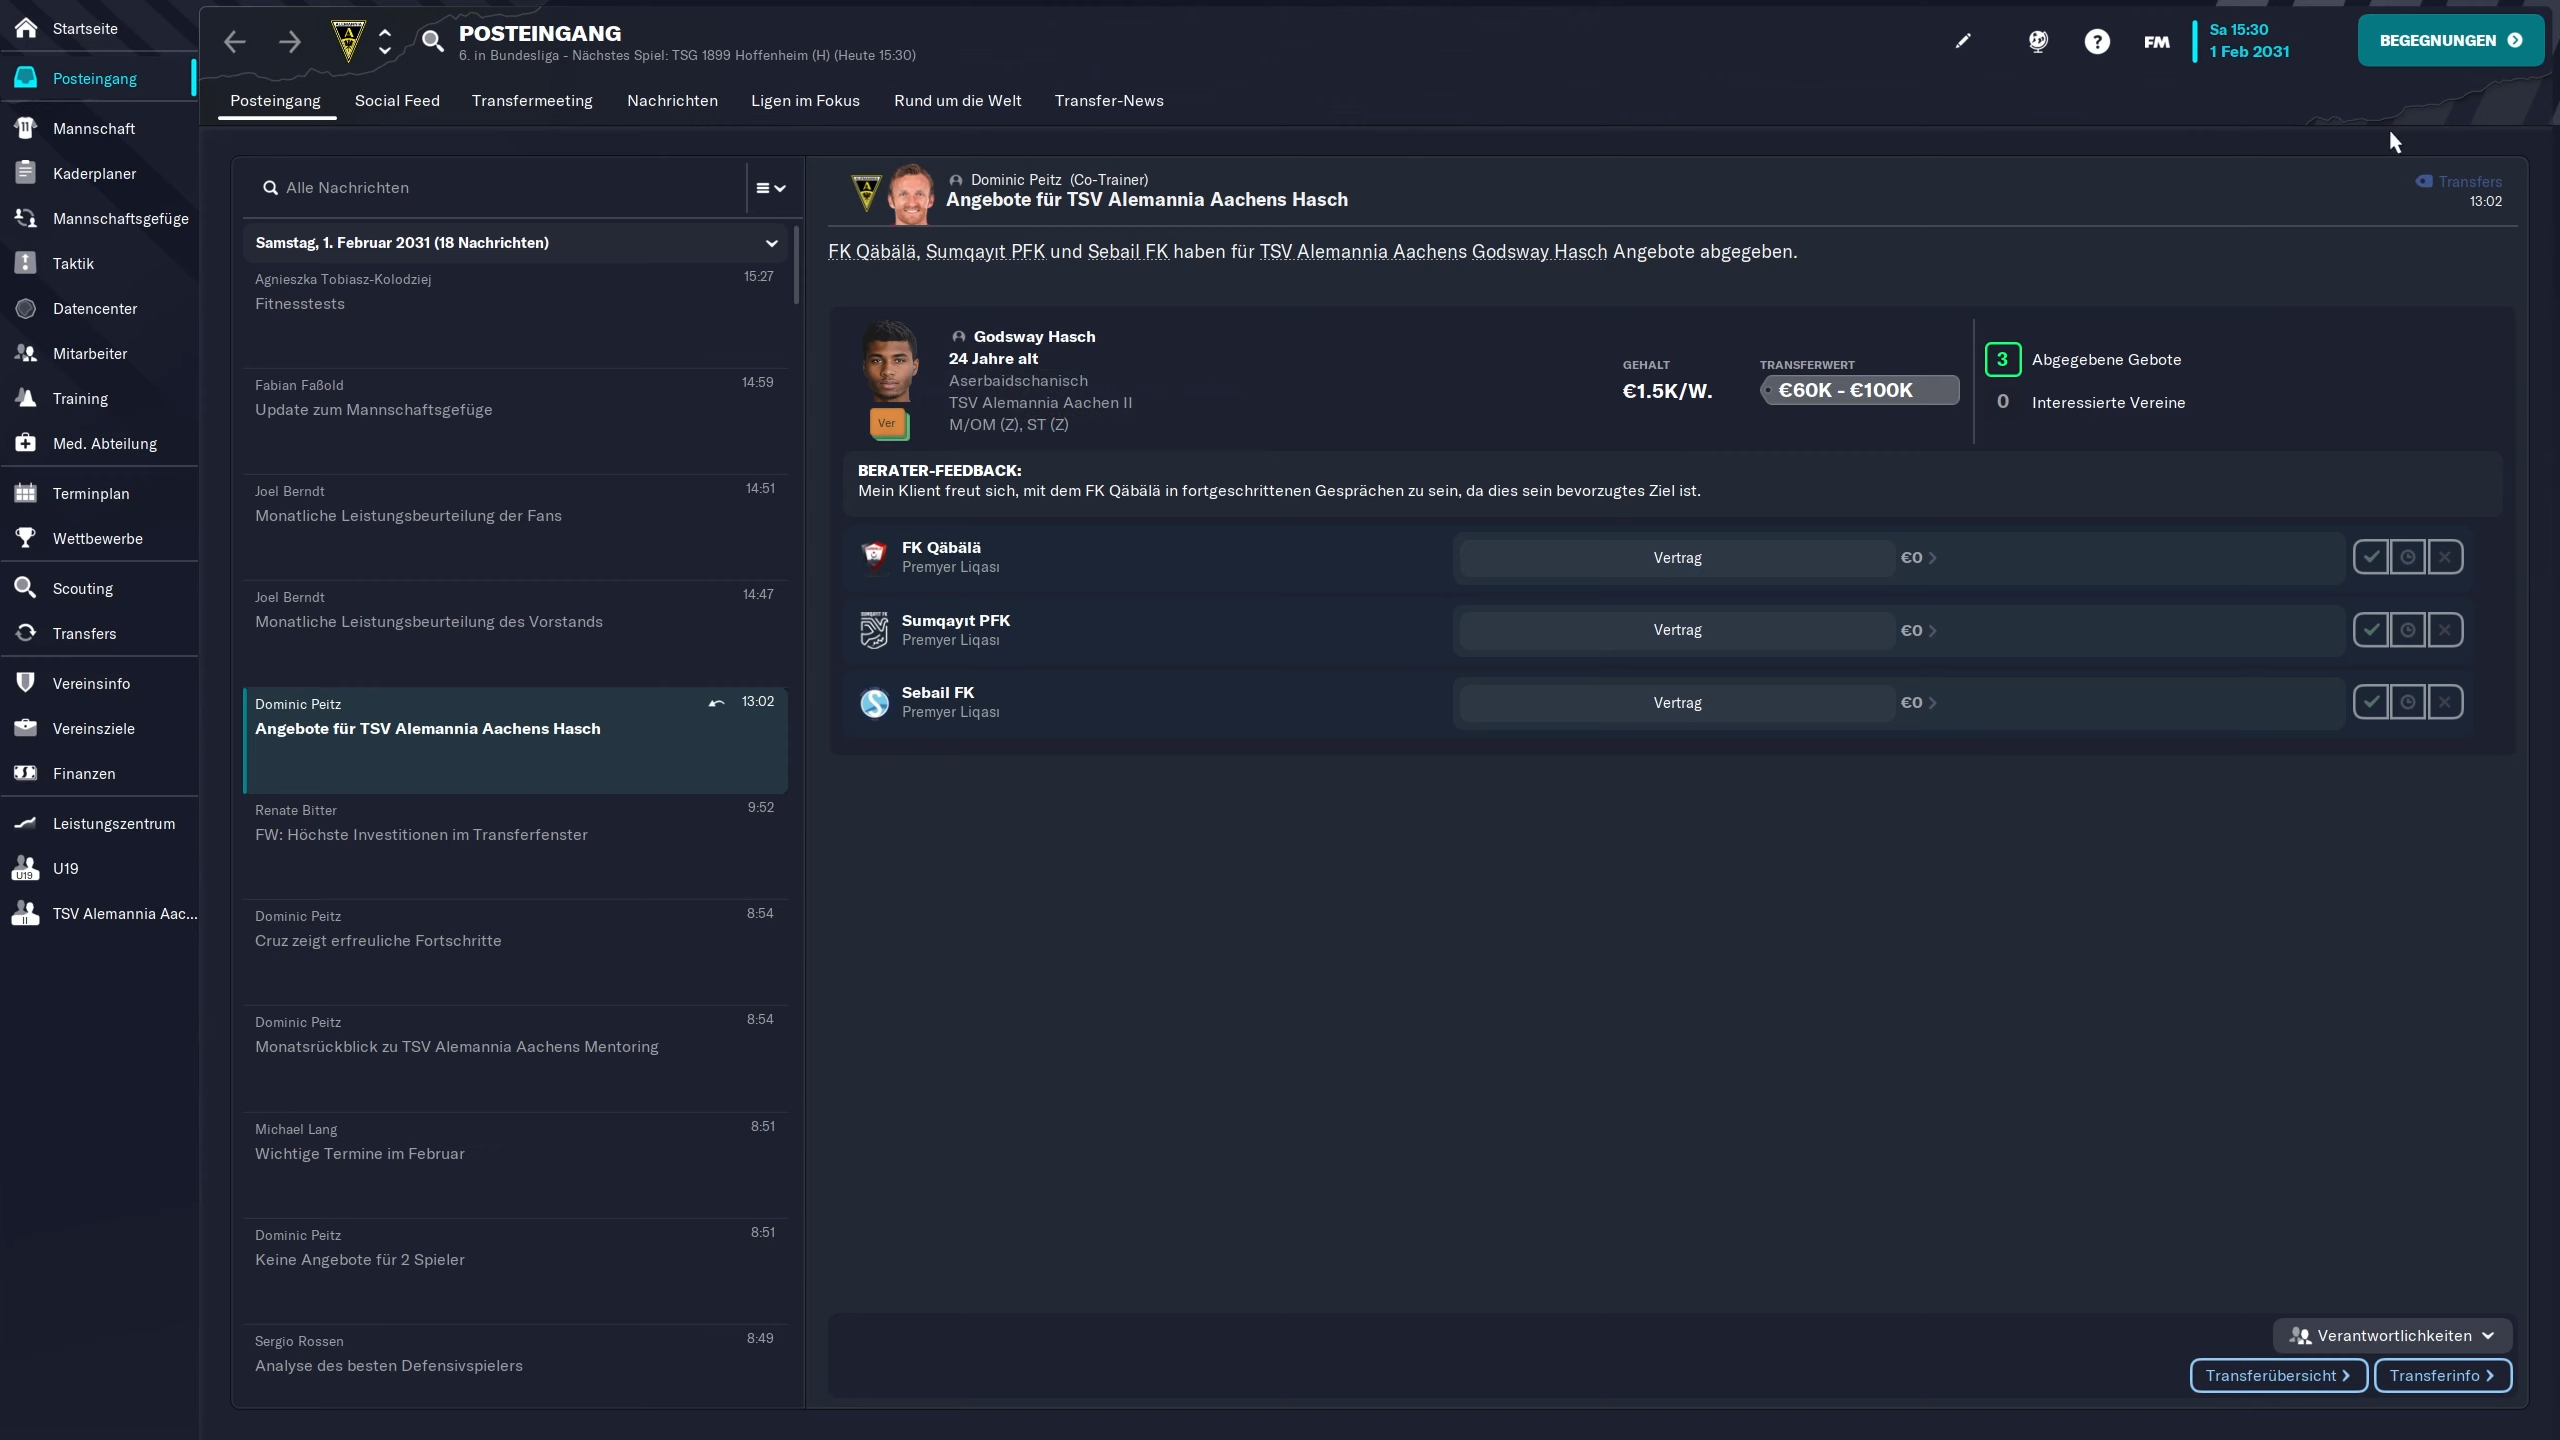 Startseite
Posteingang
Mannschaft
Kaderplaner
Mannschaftsgefüge
Taktik
Datencenter
Mitarbeiter
Training
Med. Abteilung
Terminplan
Wettbewerbe
Scouting
Transfers
Vereinsinfo
Vereinsziele
Finanzen
Leistungszentrum
U19
TSV Alemannia Aac...
POSTEINGANG
6. in Bundesliga - Nächstes Spiel: TSG 1899 Hoffenheim (H) (Heute 15:30)
FM
Sa 15:30
1 Feb 2031
BEGEGNUNGEN
Posteingang Social Feed Transfermeeting Nachrichten Ligen im Fokus Rund um die Welt Transfer-News
Alle Nachrichten
Samstag, 1. Februar 2031 (18 Nachrichten)
Agnieszka Tobiasz-Kolodziej 15:27
Fitnesstests
Fabian Faßold 14:59
Update zum Mannschaftsgefüge
Joel Berndt 14:51
Monatliche Leistungsbeurteilung der Fans
Joel Berndt 14:47
Monatliche Leistungsbeurteilung des Vorstands
Dominic Peitz 13:02
Angebote für TSV Alemannia Aachens Hasch
Renate Bitter 9:52
FW: Höchste Investitionen im Transferfenster
Dominic Peitz 8:54
Cruz zeigt erfreuliche Fortschritte
Dominic Peitz 8:54
Monatsrückblick zu TSV Alemannia Aachens Mentoring
Michael Lang 8:51
Wichtige Termine im Februar
Dominic Peitz 8:51
Keine Angebote für 2 Spieler
Sergio Rossen 8:49
Analyse des besten Defensivspielers
Dominic Peitz (Co-Trainer)
Angebote für TSV Alemannia Aachens Hasch
Transfers
13:02
FK Qäbälä, Sumqayıt PFK und Sebail FK haben für TSV Alemannia Aachens Godsway Hasch Angebote abgegeben.
Godsway Hasch
24 Jahre alt
Aserbaidschanisch
TSV Alemannia Aachen II
M/OM (Z), ST (Z)
Ver
GEHALT
€1.5K/W.
TRANSFERWERT
€60K - €100K
3 Abgegebene Gebote
0 Interessierte Vereine
BERATER-FEEDBACK:
Mein Klient freut sich, mit dem FK Qäbälä in fortgeschrittenen Gesprächen zu sein, da dies sein bevorzugtes Ziel ist.
FK Qäbälä
Premyer Liqası
Vertrag €0
Sumqayıt PFK
Premyer Liqası
Vertrag €0
Sebail FK
Premyer Liqası
Vertrag €0
Verantwortlichkeiten
Transferübersicht
Transferinfo